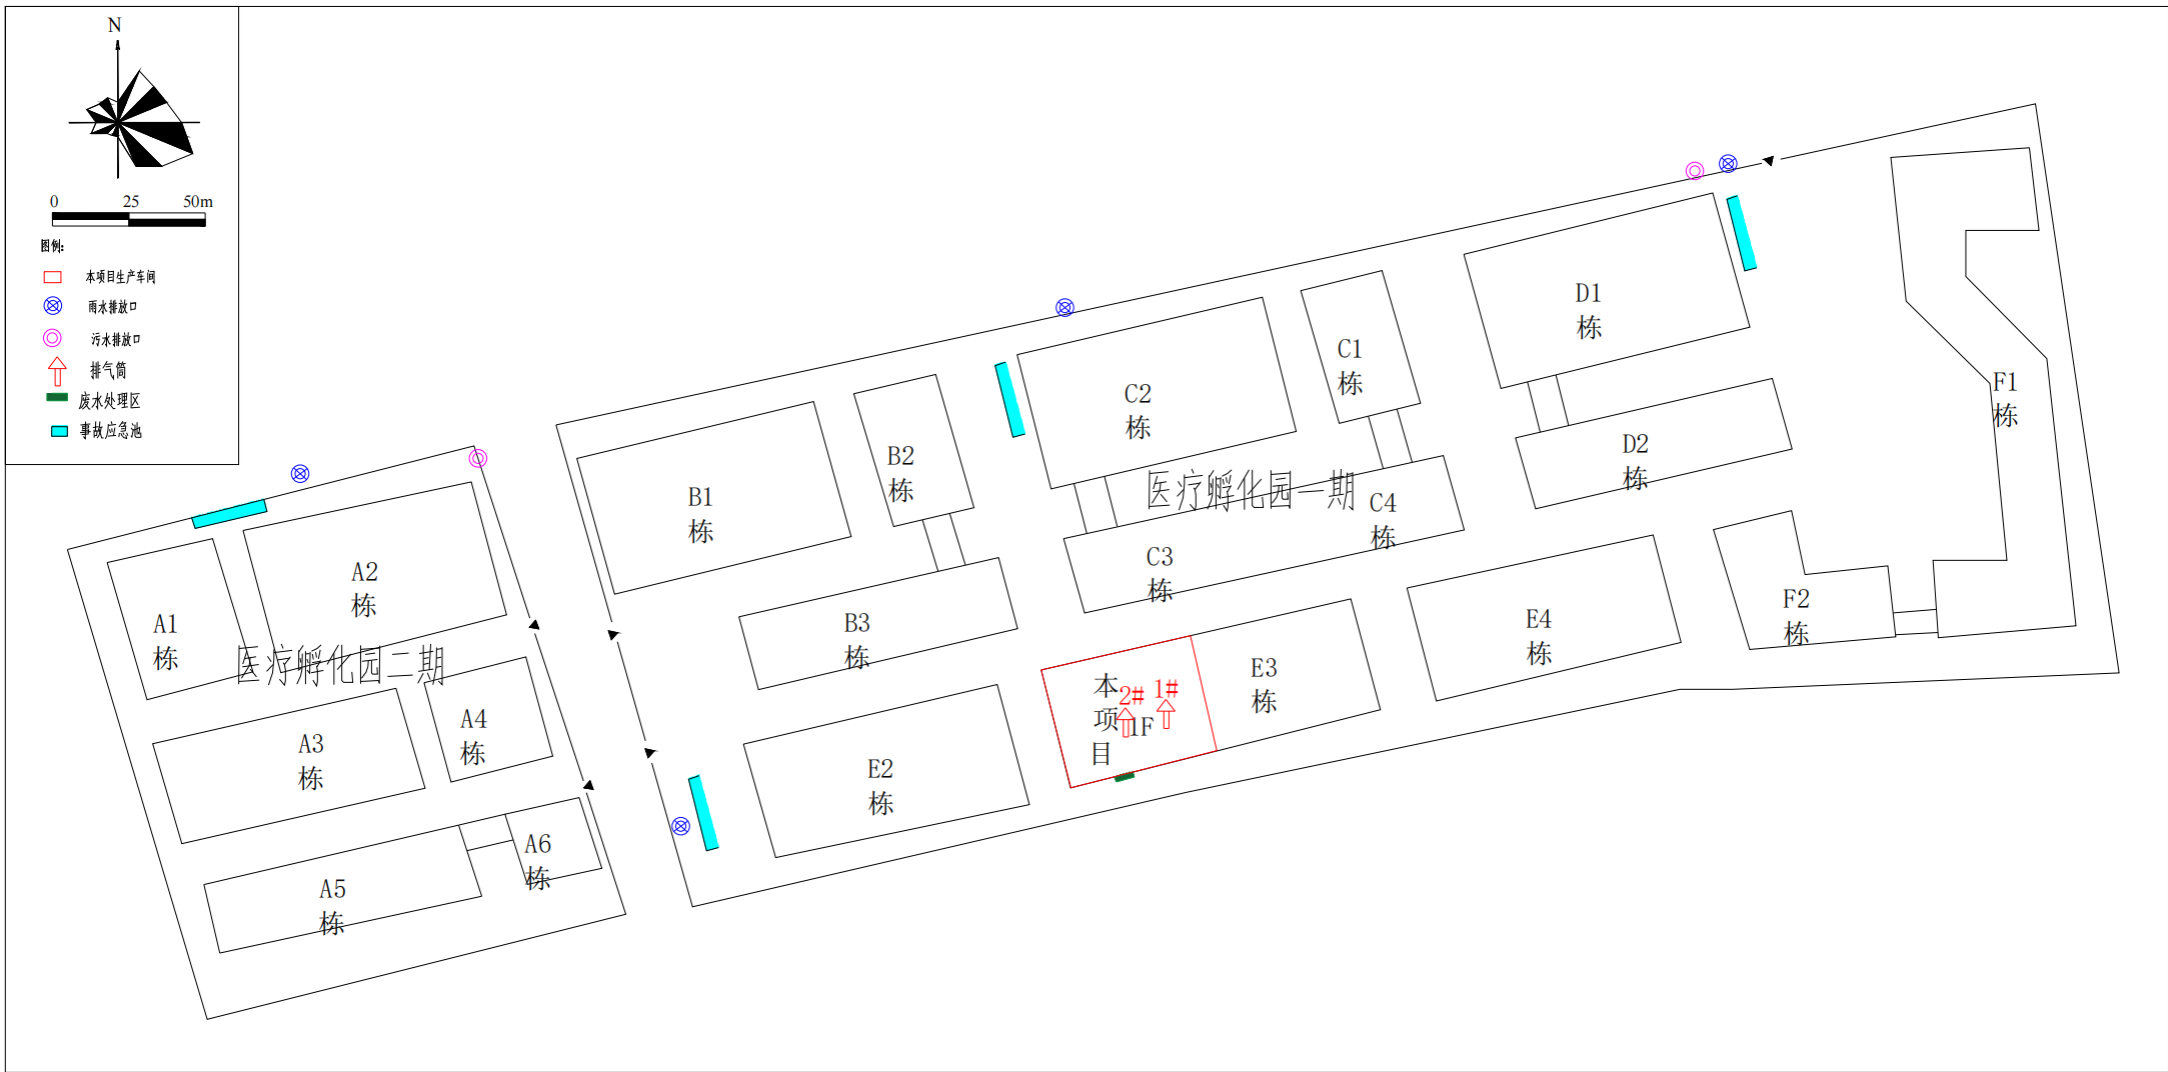 N
0 25 50m
图例:
本项目生产车间
雨水排放口
污水排放口
排气筒
废水处理区
事故应急池
A1
栋
A2
栋
医疗孵化园二期
A3
栋
A4
栋
A5
栋
A6
栋
B1
栋
B2
栋
B3
栋
C1
栋
C2
栋
医疗孵化园一期
C3
栋
C4
栋
D1
栋
D2
栋
E2
栋
本
项
目
2# 1#
1F
E3
栋
E4
栋
F1
栋
F2
栋